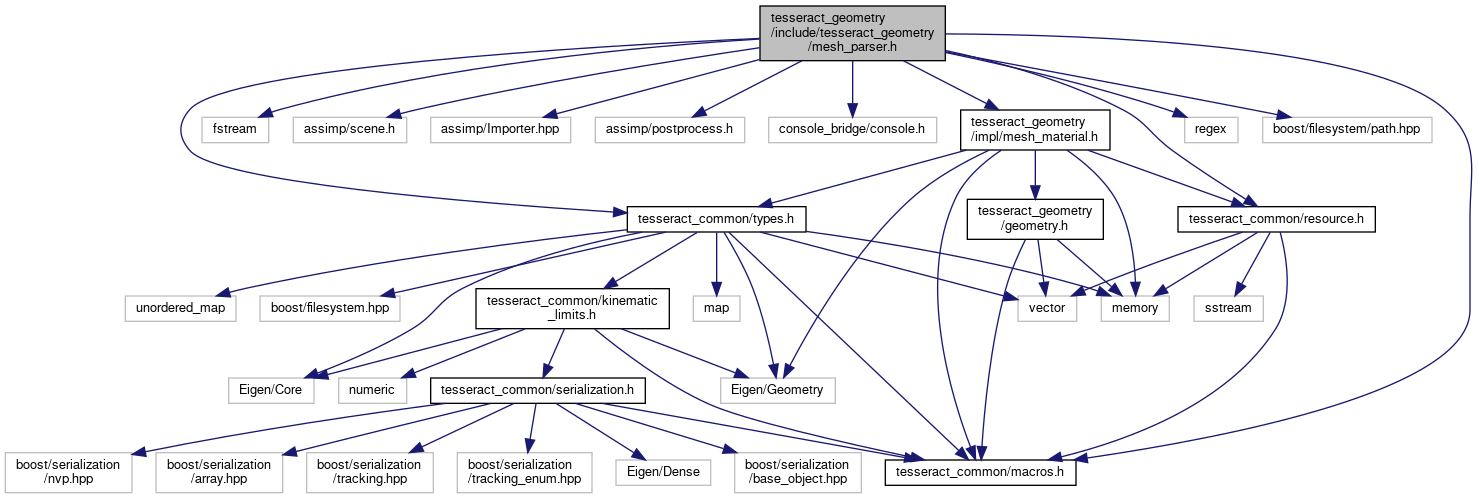 tesseract_geometry
/include/tesseract_geometry
/mesh_parser.h
fstream
assimp/scene.h
assimp/Importer.hpp
assimp/postprocess.h
console_bridge/console.h
tesseract_geometry
/impl/mesh_material.h
regex
boost/filesystem/path.hpp
tesseract_common/types.h
tesseract_geometry
/geometry.h
tesseract_common/resource.h
unordered_map
boost/filesystem.hpp
tesseract_common/kinematic
_limits.h
map
vector
memory
sstream
Eigen/Core
numeric
tesseract_common/serialization.h
Eigen/Geometry
boost/serialization
/nvp.hpp
boost/serialization
/array.hpp
boost/serialization
/tracking.hpp
boost/serialization
/tracking_enum.hpp
Eigen/Dense
boost/serialization
/base_object.hpp
tesseract_common/macros.h